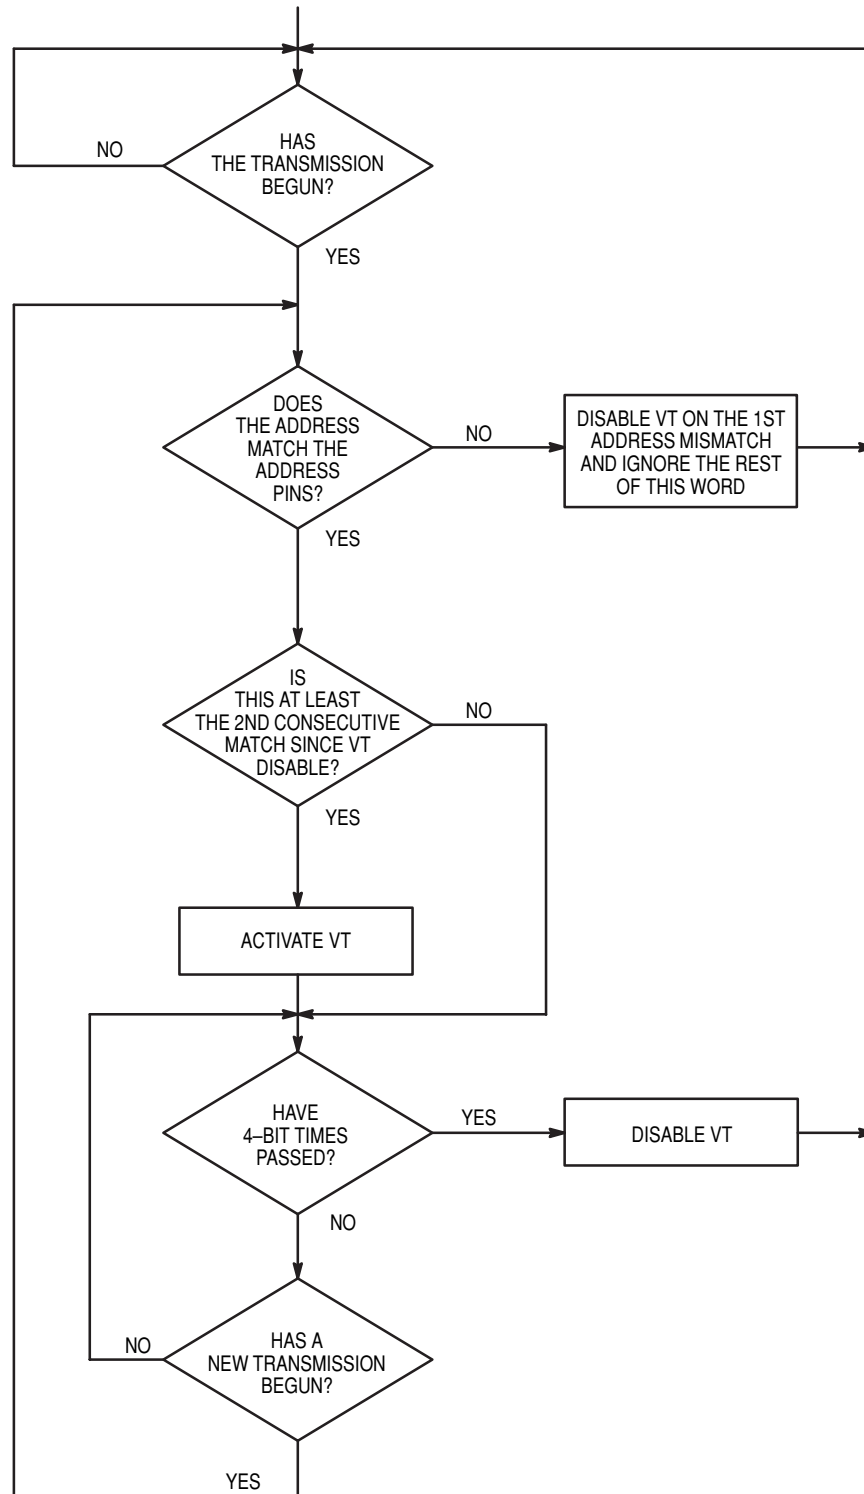 HAS
THE TRANSMISSION
BEGUN?
NO
YES
DOES
THE ADDRESS
MATCH THE
ADDRESS
PINS?
NO
YES
DISABLE VT ON THE 1ST
ADDRESS MISMATCH
AND IGNORE THE REST
OF THIS WORD
IS
THIS AT LEAST
THE 2ND CONSECUTIVE
MATCH SINCE VT
DISABLE?
NO
YES
ACTIVATE VT
HAVE
4–BIT TIMES
PASSED?
YES
NO
DISABLE VT
HAS A
NEW TRANSMISSION
BEGUN?
NO
YES